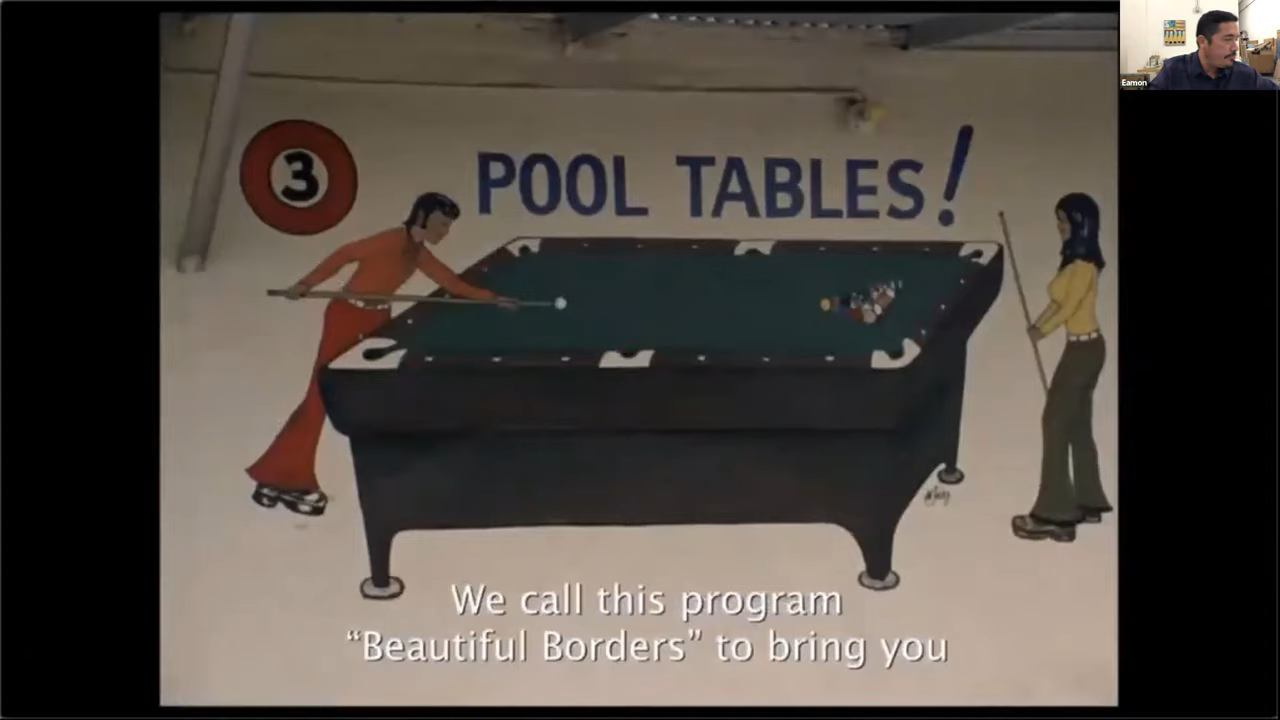 Eamon
3
POOL TABLES!
We call this program
“Beautiful Borders” to bring you